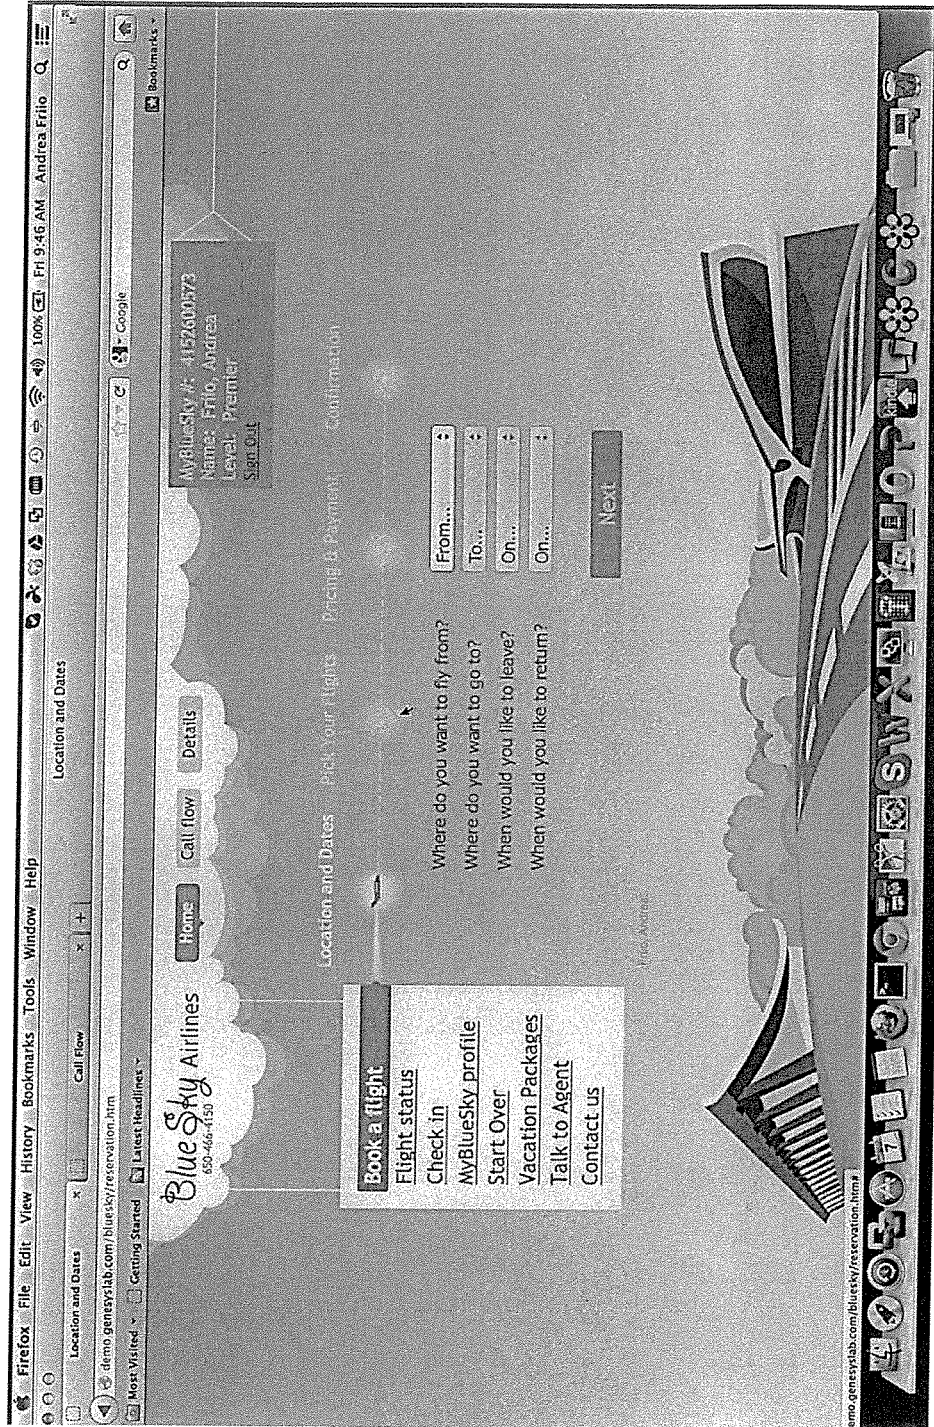 Firefox File Edit View History Bookmarks Tools Window Help
100% Fri 9:46 AM Andrea Friio
Location and Dates
Location and Dates × Call Flow × +
demo.genesyslab.com/bluesky/reservation.htm
Google
Most Visited Getting Started Latest Headlines
Bookmarks
Blue Sky Airlines
650-466-4150
Home
Call flow
Details
MyBlueSky #: 4152600573
Name: Friio, Andrea
Level: Premier
Sign Out
Location and Dates Pick Your Flights Pricing & Payment Confirmation
Book a flight
Flight status
Check in
MyBlueSky profile
Start Over
Vacation Packages
Talk to Agent
Contact us
Where do you want to fly from? From...
Where do you want to go to? To...
When would you like to leave? On...
When would you like to return? On...
Next
mo.genesyslab.com/bluesky/reservation.htm#